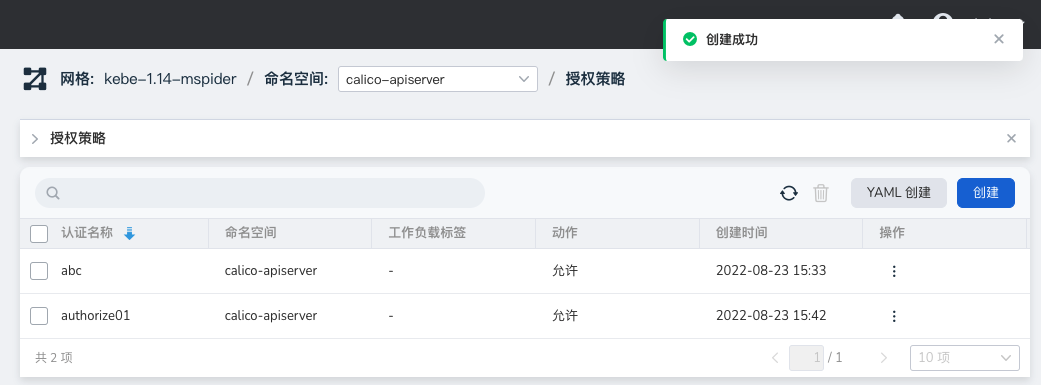 创建成功
网格: kebe-1.14-mspider / 命名空间: calico-apiserver / 授权策略
授权策略
YAML 创建 创建
认证名称 命名空间 工作负载标签 动作 创建时间 操作
abc calico-apiserver - 允许 2022-08-23 15:33
authorize01 calico-apiserver - 允许 2022-08-23 15:42
共 2 项 1 / 1 10 项